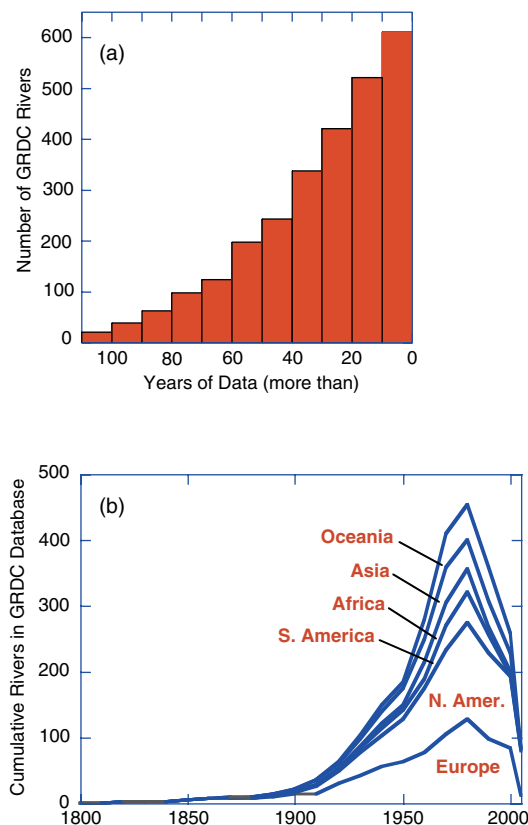 (a)
Number of GRDC Rivers
600
500
400
300
200
100
0
100 80 60 40 20 0
Years of Data (more than)
(b)
Cumulative Rivers in GRDC Database
500
400
300
200
100
0
Oceania
Asia
Africa
S. America
N. Amer.
Europe
1800 1850 1900 1950 2000